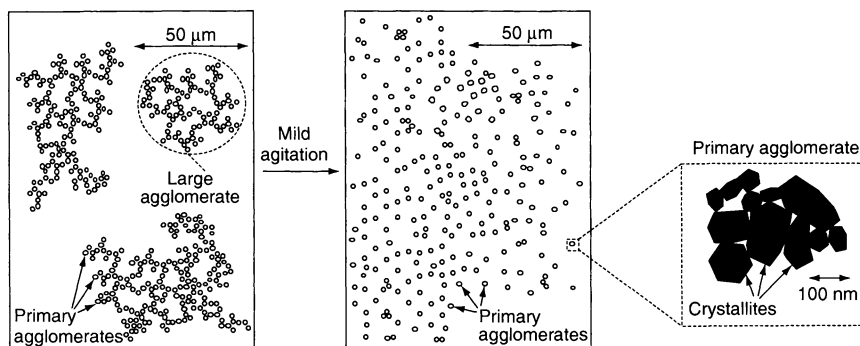 50 μm
Large
agglomerate
Primary
agglomerates
Mild
agitation
50 μm
Primary
agglomerates
Primary agglomerate
Crystallites
100 nm